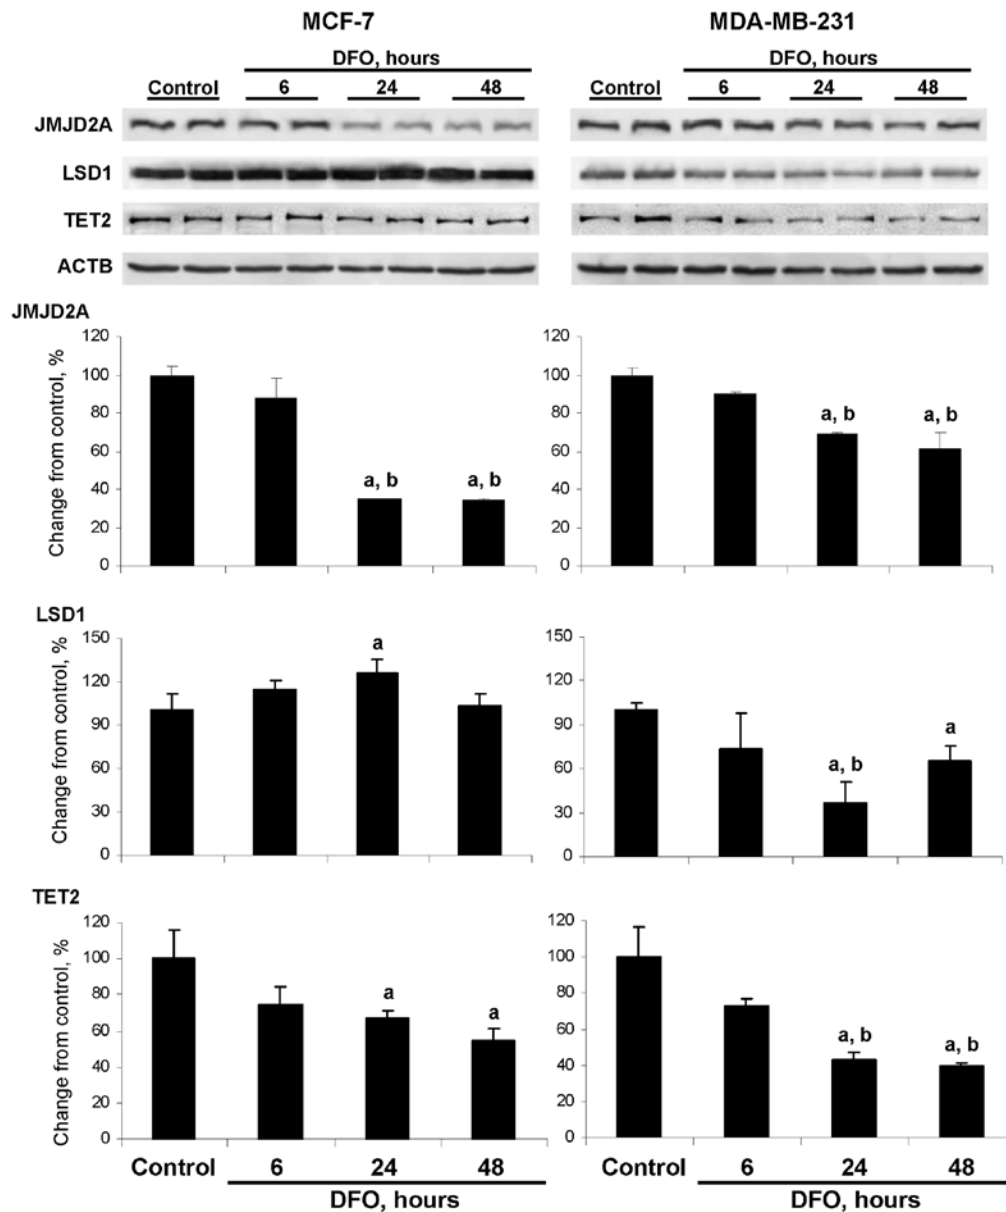 MCF-7 MDA-MB-231
DFO, hours DFO, hours
Control 6 24 48 Control 6 24 48
JMJD2A
LSD1
TET2
ACTB
JMJD2A
Change from control, %
120
100
80
60
40
20
0
a, b a, b
120
100
80
60
40
20
0
a, b a, b
LSD1
Change from control, %
150
120
90
60
30
0
a
150
120
90
60
30
0
a, b a
TET2
Change from control, %
120
100
80
60
40
20
0
a a
120
100
80
60
40
20
0
a, b a, b
Control 6 24 48 Control 6 24 48
DFO, hours DFO, hours